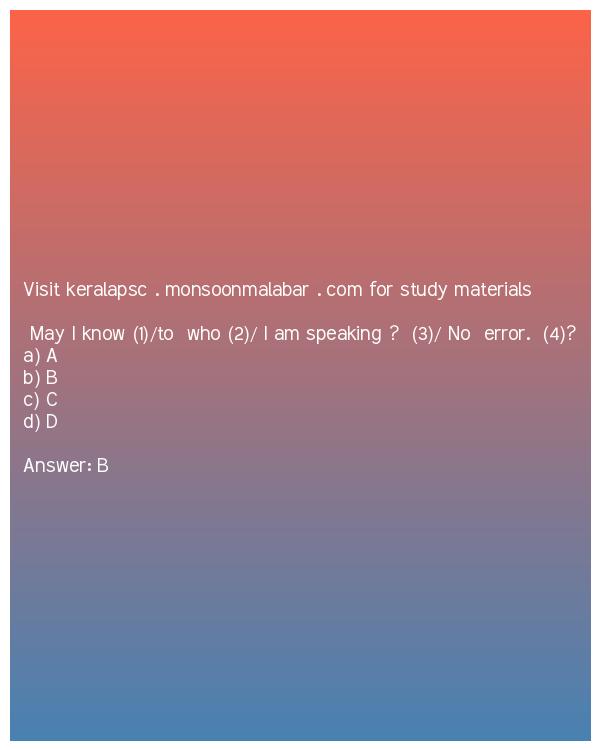 Visit keralapsc . monsoonmalabar . com for study materials
May I know (1)/to who (2)/ I am speaking ? (3)/ No error. (4)?
a) A
b) B
c) C
d) D
Answer: B